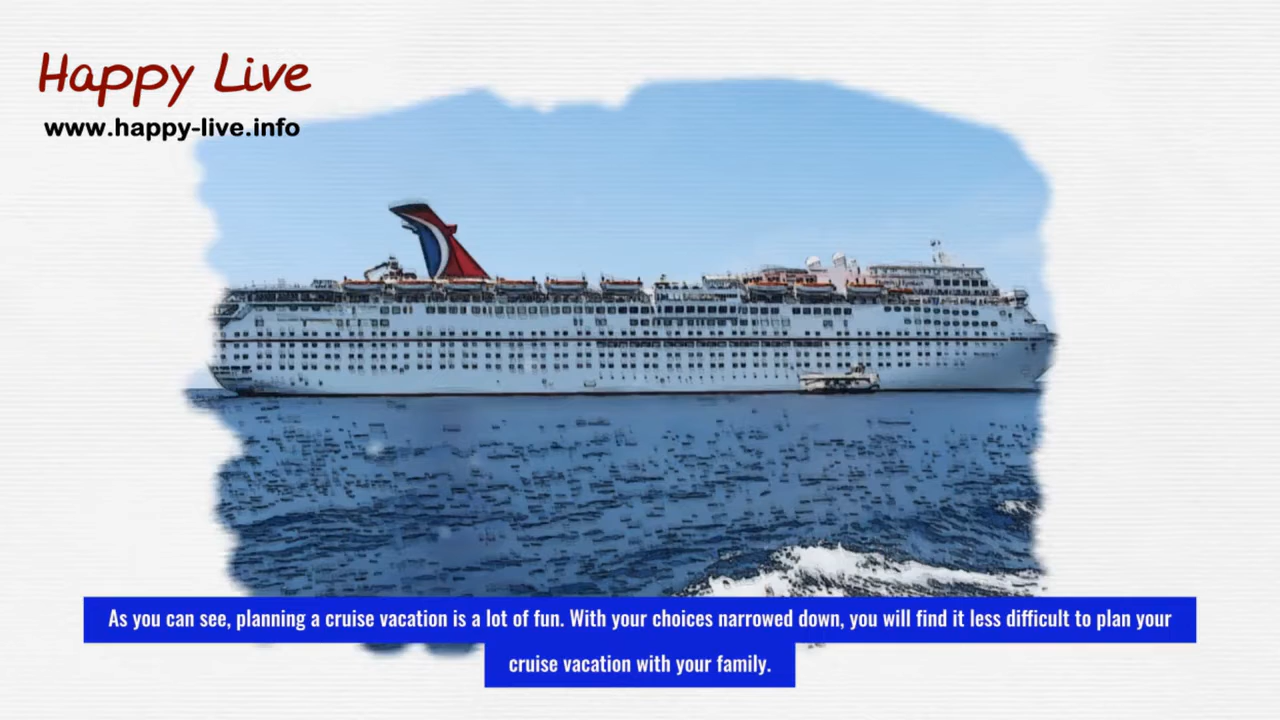 Happy Live
www.happy-live.info
As you can see, planning a cruise vacation is a lot of fun. With your choices narrowed down, you will find it less difficult to plan your
cruise vacation with your family.